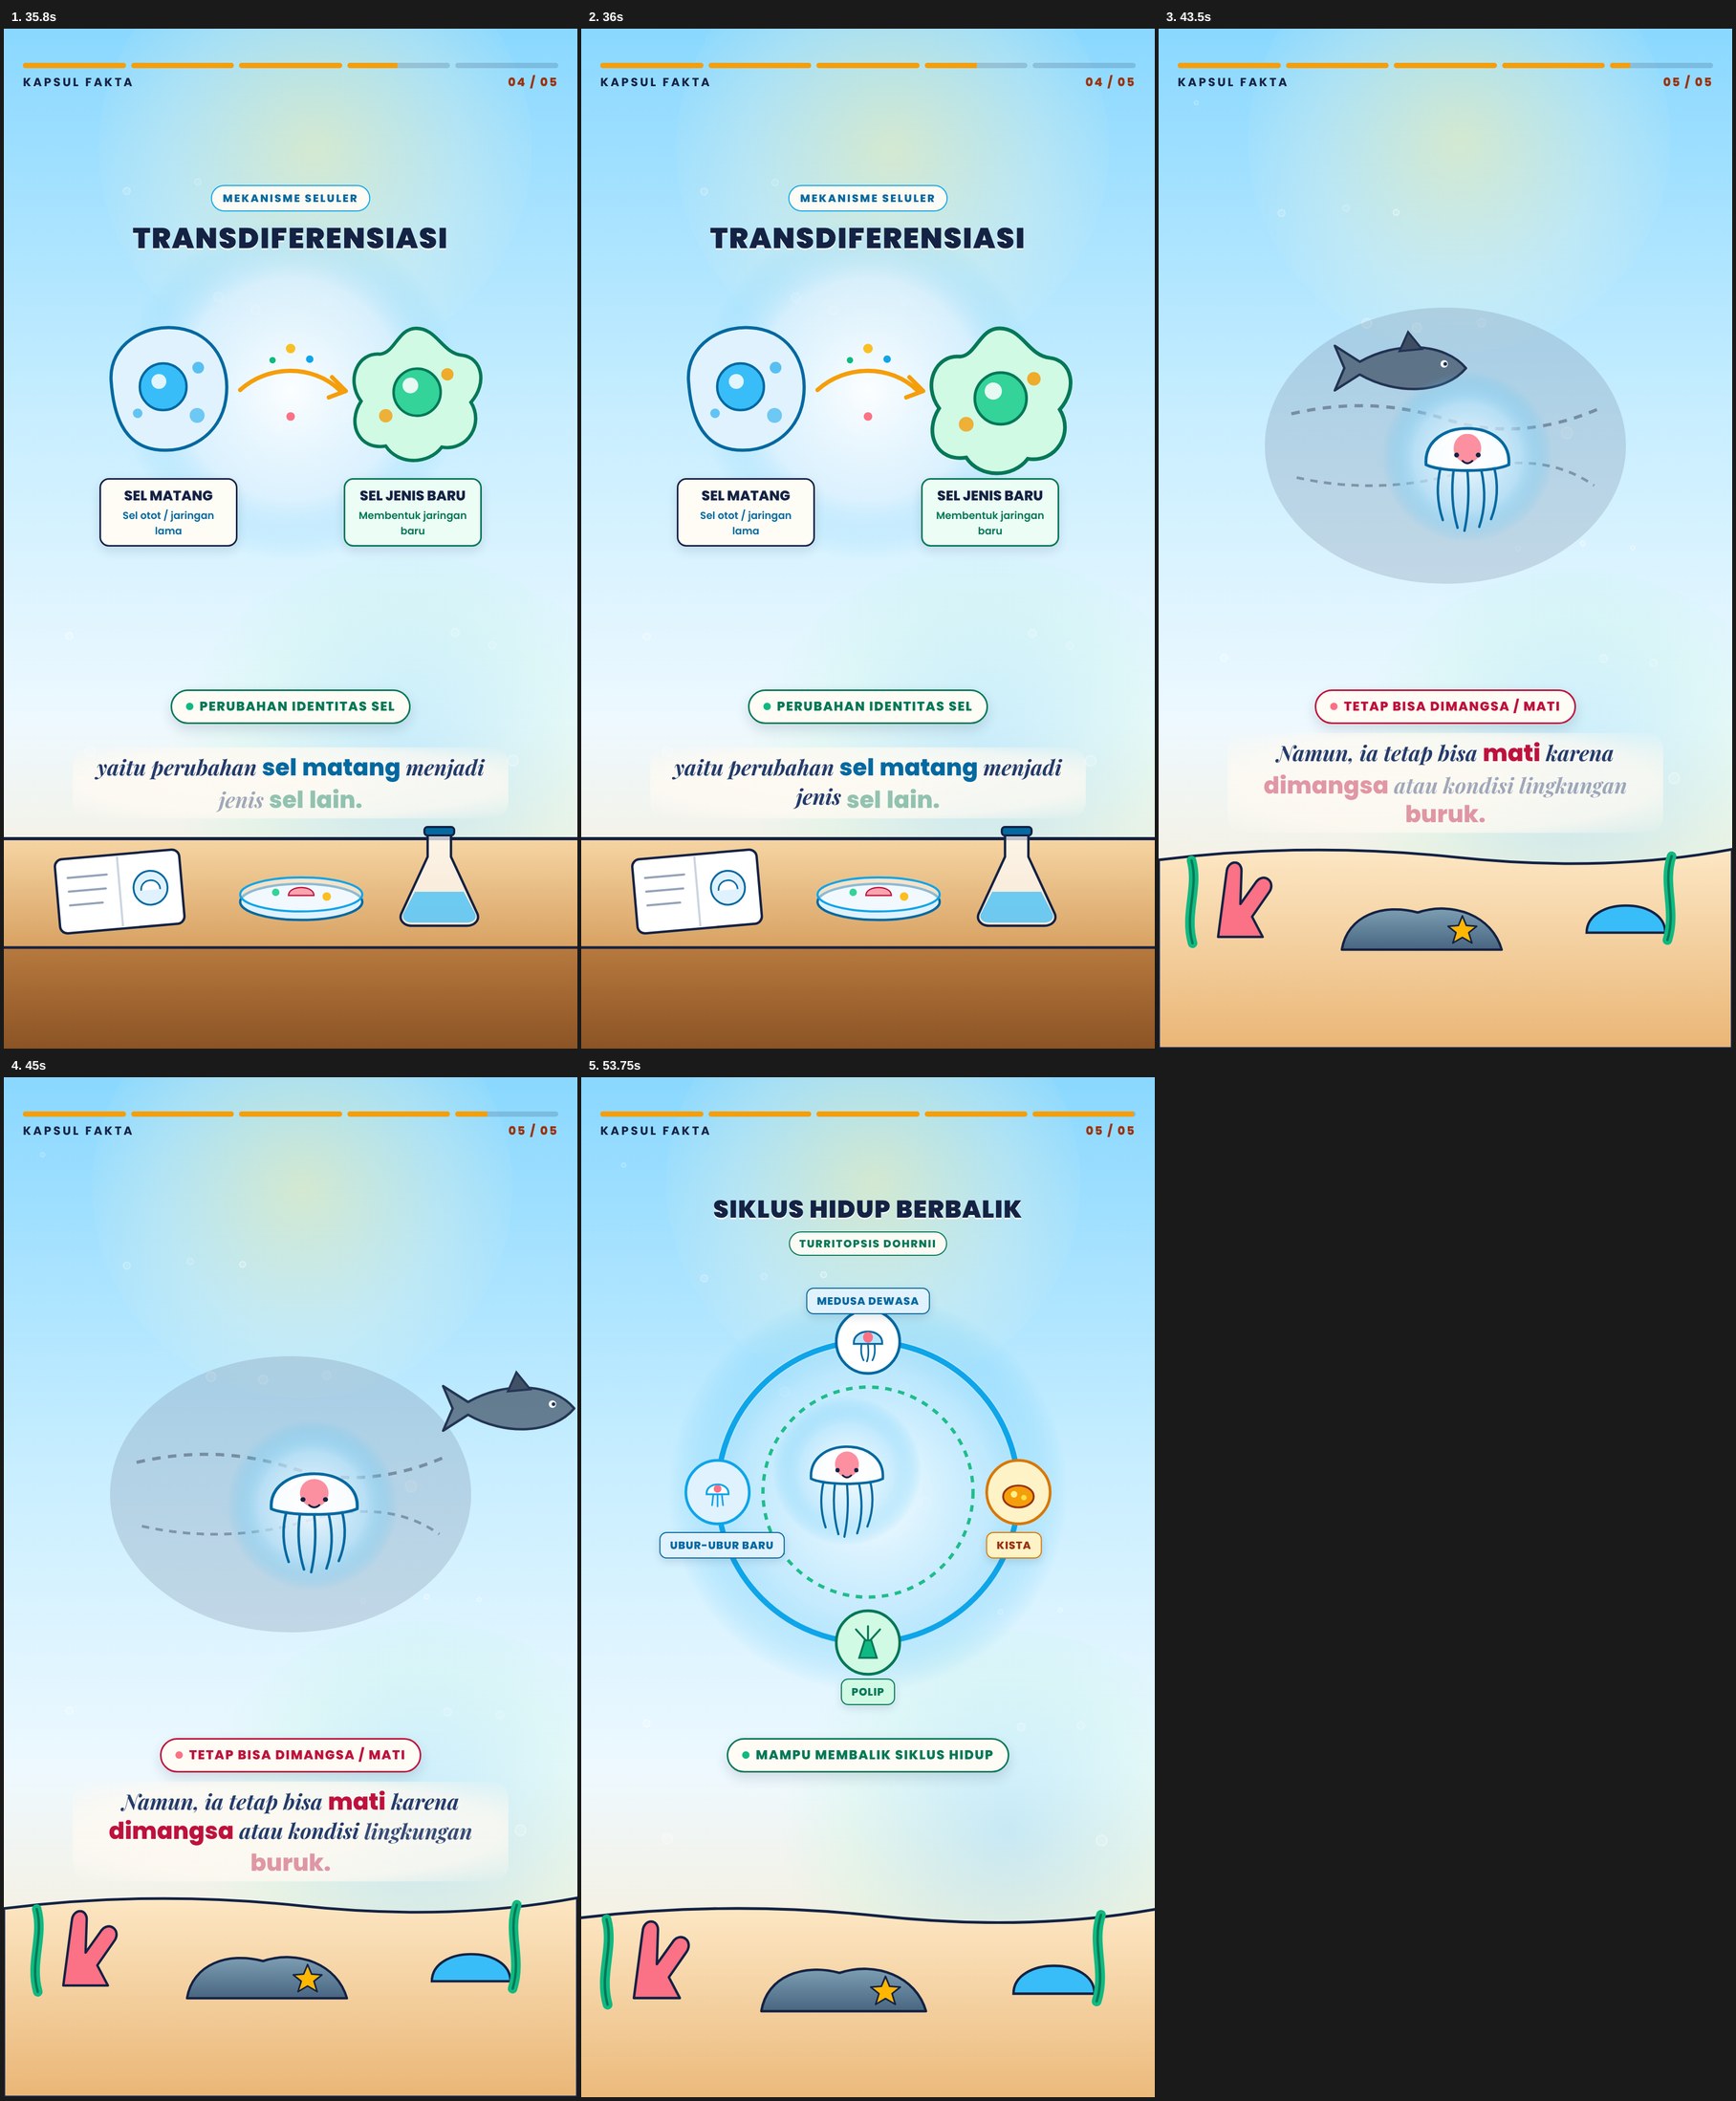 1. 35.8s
KAPSUL FAKTA
04 / 05
MEKANISME SELULER
TRANSDIFERENSIASI
SEL MATANG
Sel otot / jaringan
lama
SEL JENIS BARU
Membentuk jaringan
baru
PERUBAHAN IDENTITAS SEL
yaitu perubahan sel matang menjadi
jenis sel lain.
2. 36s
KAPSUL FAKTA
04 / 05
MEKANISME SELULER
TRANSDIFERENSIASI
SEL MATANG
Sel otot / jaringan
lama
SEL JENIS BARU
Membentuk jaringan
baru
PERUBAHAN IDENTITAS SEL
yaitu perubahan sel matang menjadi
jenis sel lain.
3. 43.5s
KAPSUL FAKTA
05 / 05
TETAP BISA DIMANGSA / MATI
Namun, ia tetap bisa mati karena
dimangsa atau kondisi lingkungan
buruk.
4. 45s
KAPSUL FAKTA
05 / 05
TETAP BISA DIMANGSA / MATI
Namun, ia tetap bisa mati karena
dimangsa atau kondisi lingkungan
buruk.
5. 53.75s
KAPSUL FAKTA
05 / 05
SIKLUS HIDUP BERBALIK
TURRITOPSIS DOHRNII
MEDUSA DEWASA
UBUR-UBUR BARU
KISTA
POLIP
MAMPU MEMBALIK SIKLUS HIDUP